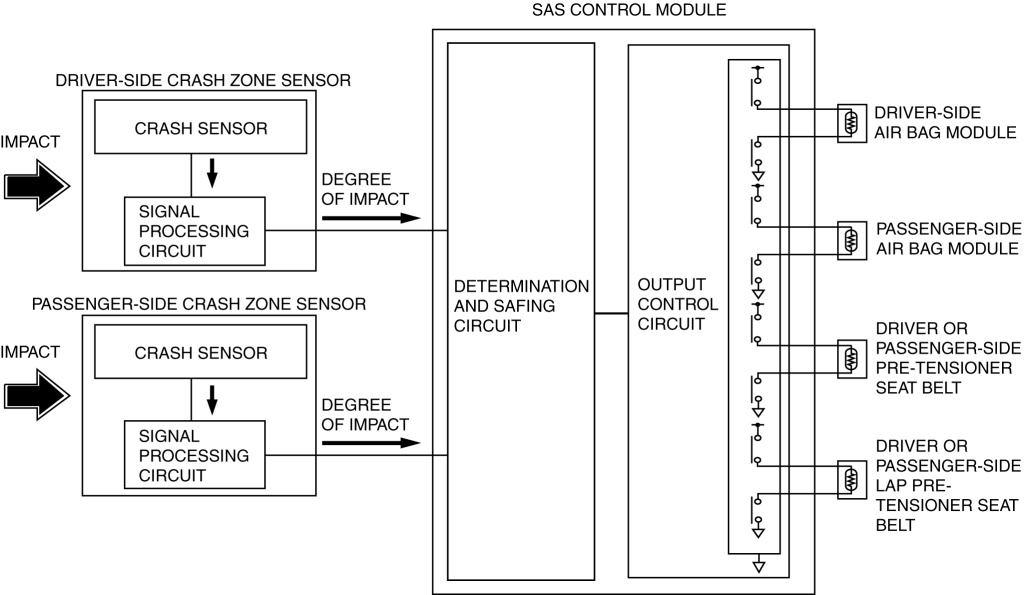 SAS CONTROL MODULE
DRIVER-SIDE CRASH ZONE SENSOR
CRASH SENSOR
IMPACT
SIGNAL
PROCESSING
CIRCUIT
DEGREE
OF IMPACT
PASSENGER-SIDE CRASH ZONE SENSOR
CRASH SENSOR
IMPACT
SIGNAL
PROCESSING
CIRCUIT
DEGREE
OF IMPACT
DETERMINATION
AND SAFING
CIRCUIT
OUTPUT
CONTROL
CIRCUIT
DRIVER-SIDE
AIR BAG MODULE
PASSENGER-SIDE
AIR BAG MODULE
DRIVER OR
PASSENGER-SIDE
PRE-TENSIONER
SEAT BELT
DRIVER OR
PASSENGER-SIDE
LAP PRE-
TENSIONER SEAT
BELT